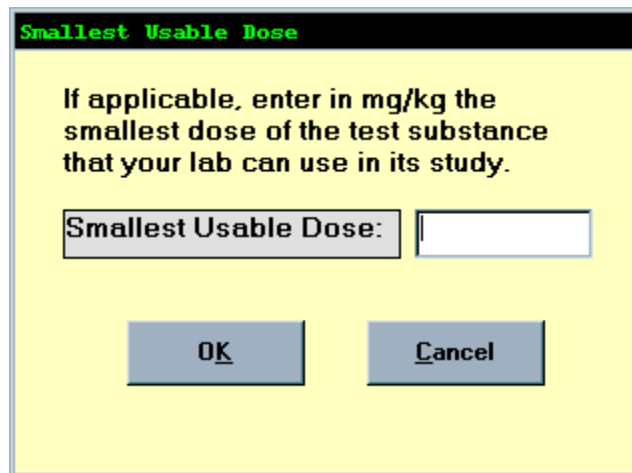 Smallest Usable Dose
If applicable, enter in mg/kg the
smallest dose of the test substance
that your lab can use in its study.
Smallest Usable Dose:
OK Cancel